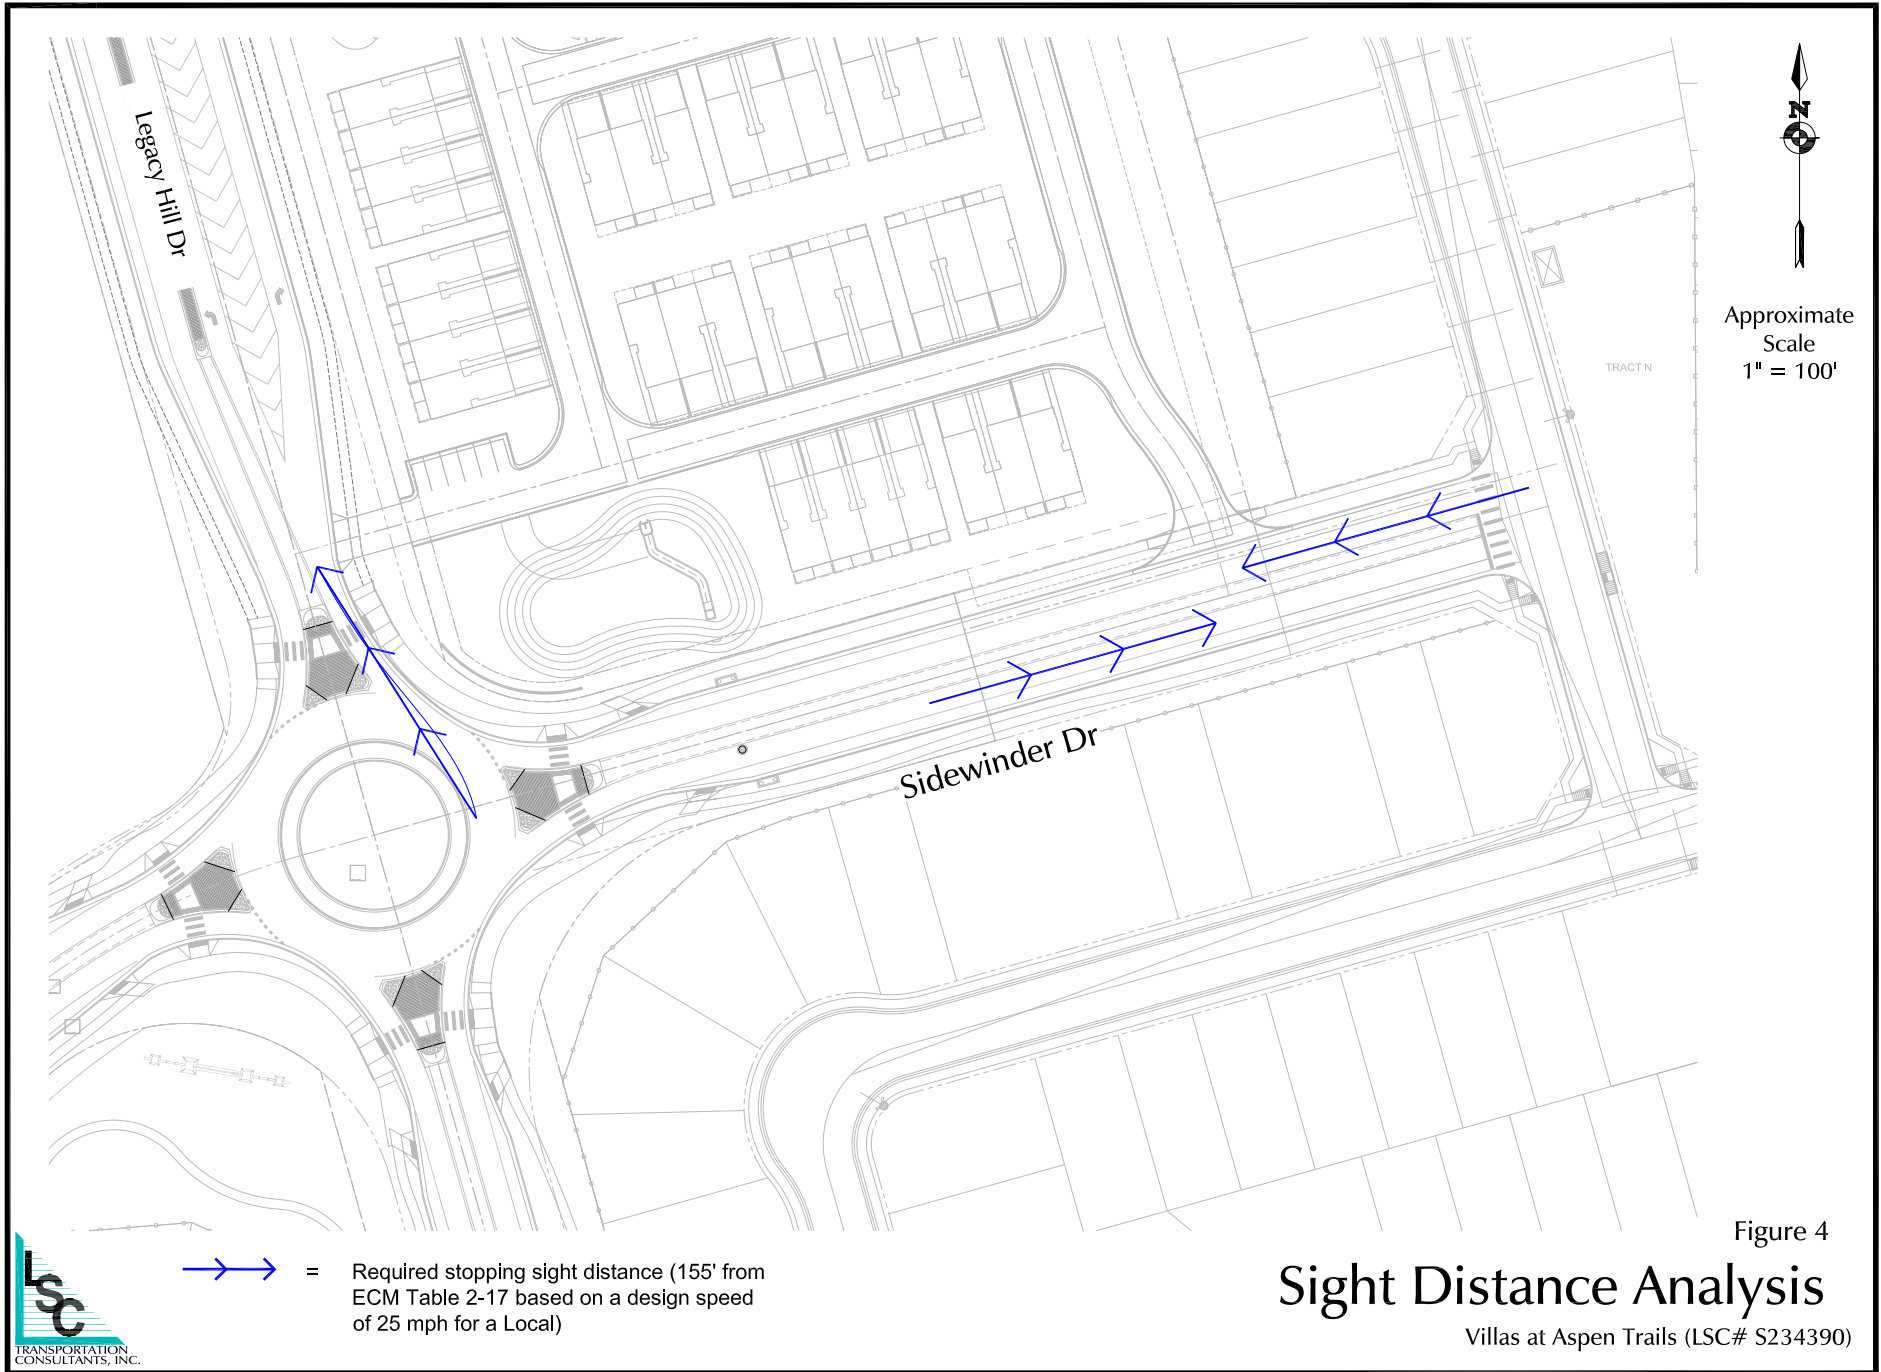 Legacy Hill Dr
N
Approximate
Scale
1" = 100'
TRACT N
Sidewinder Dr
Figure 4
Sight Distance Analysis
Villas at Aspen Trails (LSC# S234390)
= Required stopping sight distance (155' from
ECM Table 2-17 based on a design speed
of 25 mph for a Local)
LSC
TRANSPORTATION
CONSULTANTS, INC.